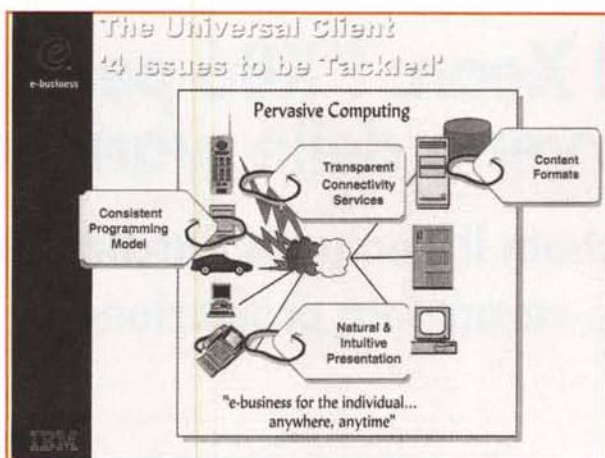 The Universal Client
'4 Issues to be Tackled'
e
e-business
Pervasive Computing
Transparent
Connectivity
Services
Content
Formats
Consistent
Programming
Model
Natural &
Intuitive
Presentation
"e-business for the individual...
anywhere, anytime"
IBM